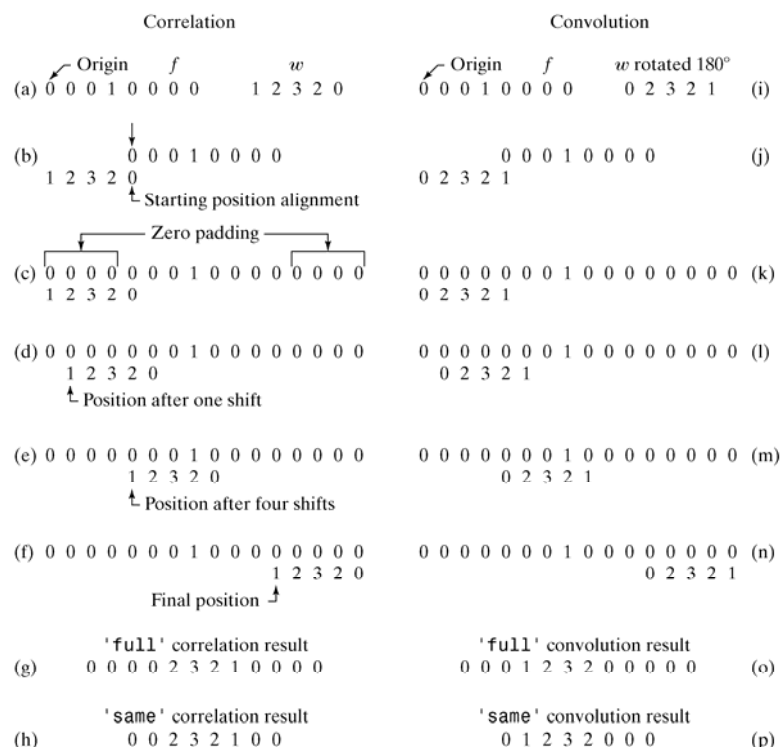 Correlation
Convolution
Origin f w
(a) 0 0 0 1 0 0 0 0 1 2 3 2 0
Origin f w rotated 180°
0 0 0 1 0 0 0 0 0 2 3 2 1 (i)
(b) 0 0 0 1 0 0 0 0
1 2 3 2 0
Starting position alignment
0 0 0 1 0 0 0 0 (j)
0 2 3 2 1
Zero padding
(c) 0 0 0 0 0 0 0 1 0 0 0 0 0 0 0 0
1 2 3 2 0
0 0 0 0 0 0 0 1 0 0 0 0 0 0 0 0 (k)
0 2 3 2 1
(d) 0 0 0 0 0 0 0 1 0 0 0 0 0 0 0 0
1 2 3 2 0
Position after one shift
0 0 0 0 0 0 0 1 0 0 0 0 0 0 0 0 (l)
0 2 3 2 1
(e) 0 0 0 0 0 0 0 1 0 0 0 0 0 0 0 0
1 2 3 2 0
Position after four shifts
0 0 0 0 0 0 0 1 0 0 0 0 0 0 0 0 (m)
0 2 3 2 1
(f) 0 0 0 0 0 0 0 1 0 0 0 0 0 0 0 0
1 2 3 2 0
Final position
0 0 0 0 0 0 0 1 0 0 0 0 0 0 0 0 (n)
0 2 3 2 1
'full' correlation result
(g) 0 0 0 0 2 3 2 1 0 0 0 0
'full' convolution result
0 0 0 1 2 3 2 0 0 0 0 0 (o)
'same' correlation result
(h) 0 0 2 3 2 1 0 0
'same' convolution result
0 1 2 3 2 0 0 0 (p)